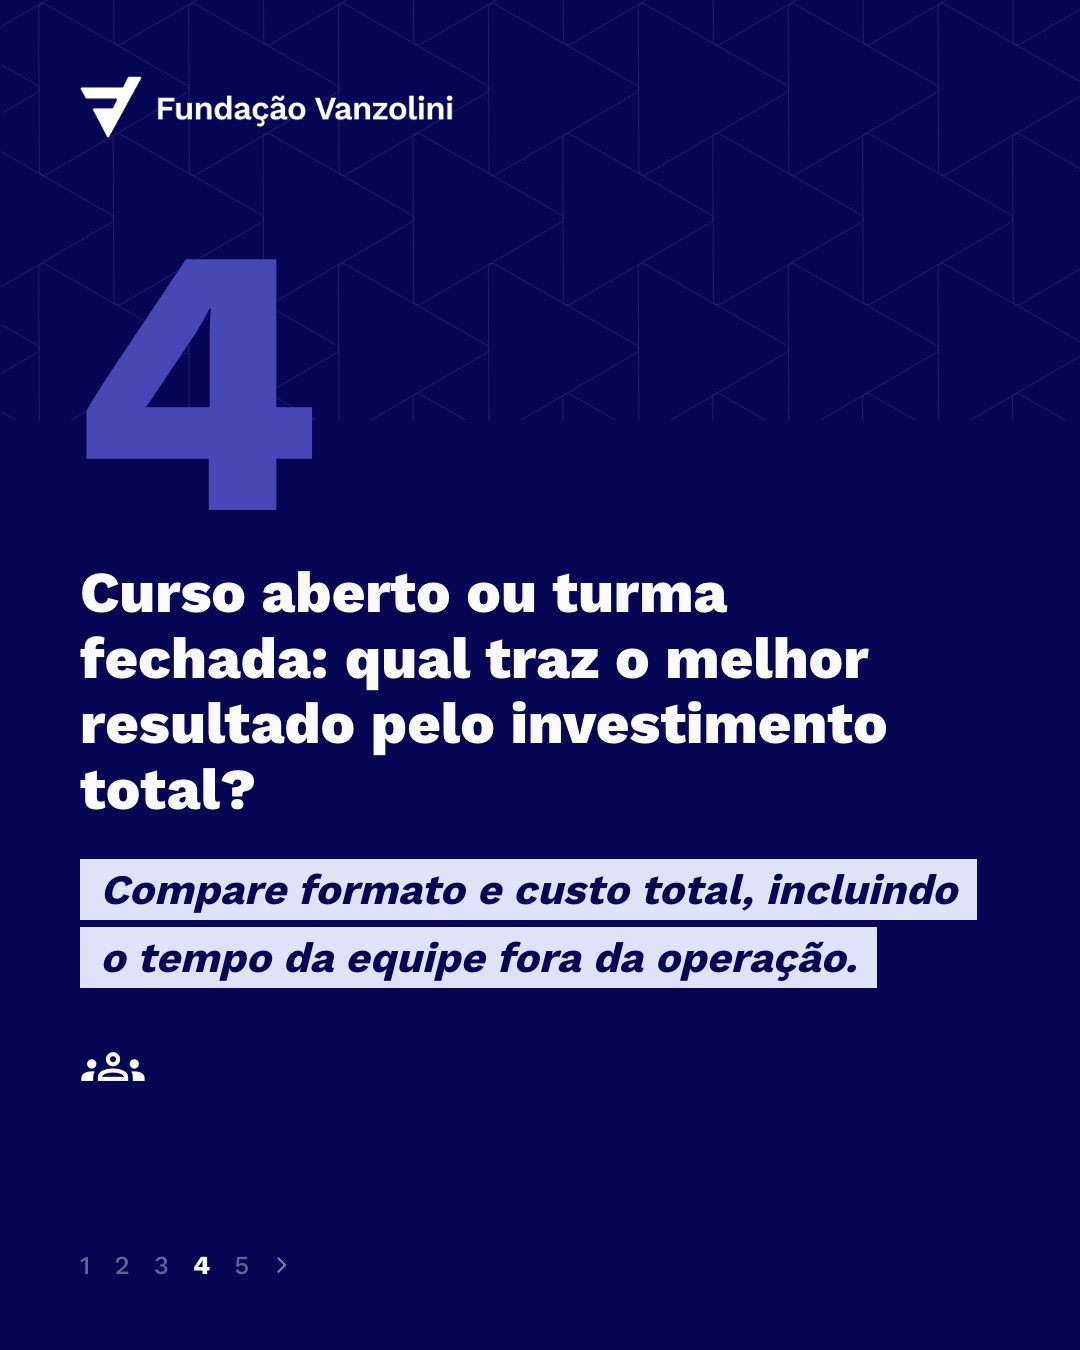 Fundação Vanzolini
4
Curso aberto ou turma
fechada: qual traz o melhor
resultado pelo investimento
total?
Compare formato e custo total, incluindo
o tempo da equipe fora da operação.
1 2 3 4 5 >